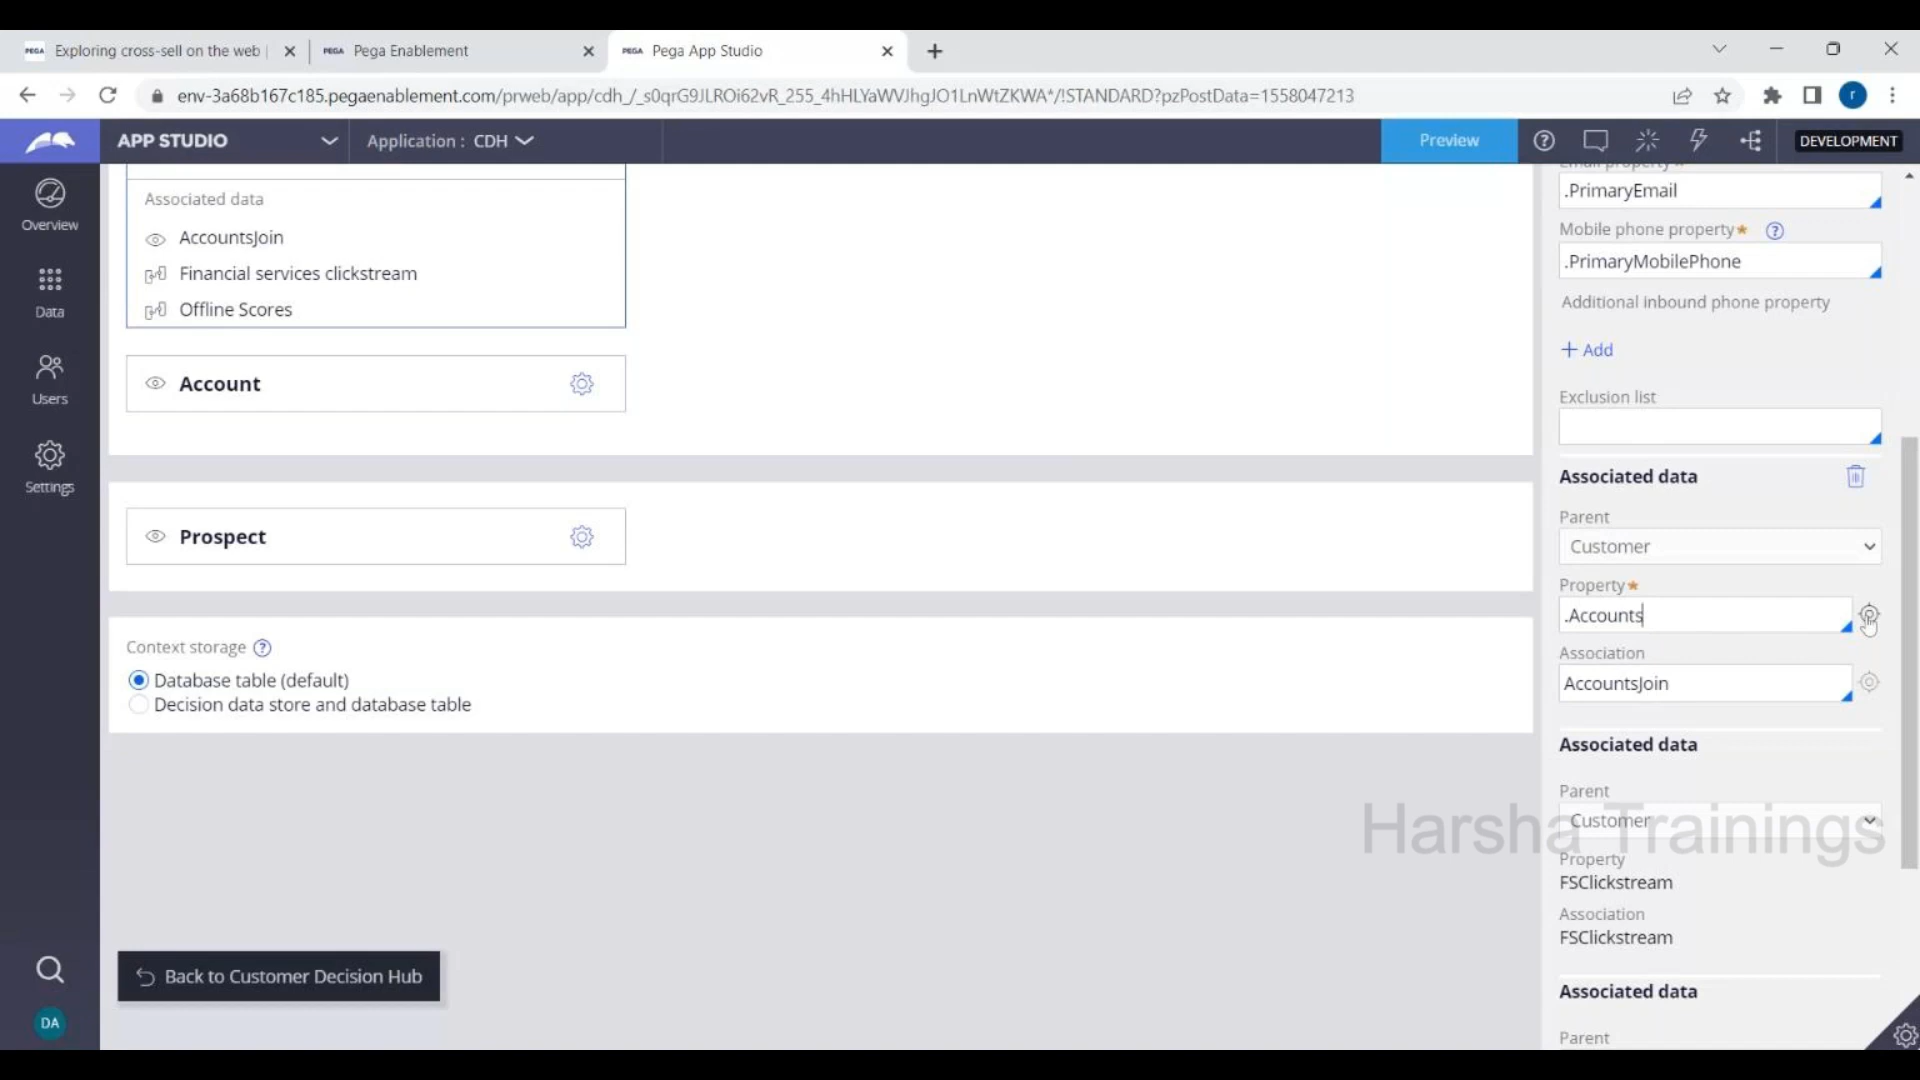 PEGA Exploring cross-sell on the web
PEGA Pega Enablement
PEGA Pega App Studio
env-3a68b167c185.pegaenablement.com/prweb/app/cdh_/_s0qrG9JLROi62vR_255_4hHLYaWVJhgJO1LnWtZKWA*/!STANDARD?pzPostData=1558047213
r
APP STUDIO
Application : CDH
Preview
DEVELOPMENT
Overview
Data
Users
Settings
DA
Associated data
AccountsJoin
Financial services clickstream
Offline Scores
Account
Prospect
Context storage
Database table (default)
Decision data store and database table
Back to Customer Decision Hub
Email property
.PrimaryEmail
Mobile phone property*
.PrimaryMobilePhone
Additional inbound phone property
+ Add
Exclusion list
Associated data
Parent
Customer
Property*
.Accounts
Association
AccountsJoin
Associated data
Parent
Customer
Harsha Trainings
Property
FSClickstream
Association
FSClickstream
Associated data
Parent